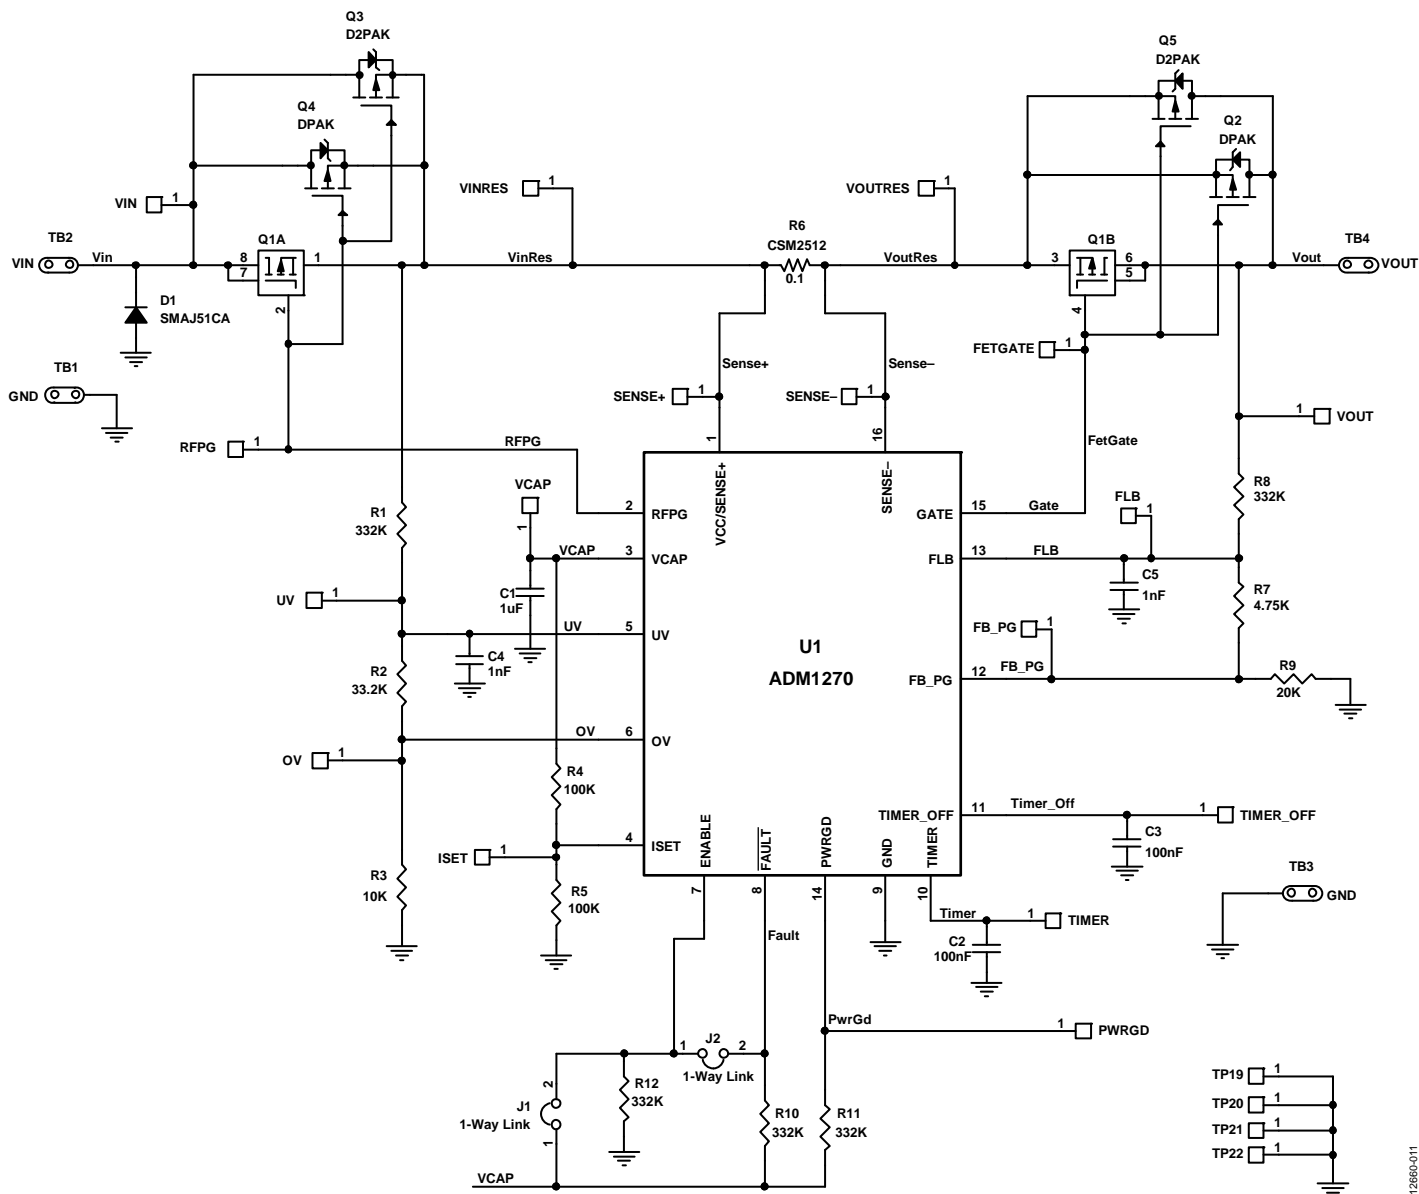 Q3
D2PAK
Q5
D2PAK
Q4
DPAK
Q2
DPAK
VIN 1
VINRES 1
VOUTRES 1
R6
CSM2512
0.1
TB2
VIN
Vin
Q1A
8
7
1
2
VinRes
VoutRes
Q1B
3
6
5
4
Vout
TB4
VOUT
D1
SMAJ51CA
TB1
GND
FETGATE 1
Sense+
Sense–
SENSE+ 1
SENSE– 1
1 VOUT
RFPG 1
RFPG
1
16
FetGate
VCC/SENSE+
SENSE–
VCAP
1
R8
332K
R1
332K
2 RFPG
GATE 15 Gate
FLB
1
VCAP 3 VCAP
FLB 13 FLB
C1
1uF
C5
1nF
R7
4.75K
UV 1
UV 5 UV
FB_PG 1
U1
ADM1270
C4
1nF
R2
33.2K
FB_PG 12 FB_PG
R9
20K
OV 6 OV
OV 1
R4
100K
TIMER_OFF 11 Timer_Off
1 TIMER_OFF
C3
100nF
ENABLE
FAULT
PWRGD
GND
TIMER
ISET 1
4 ISET
R3
10K
R5
100K
7
8
14
9
10
TB3
GND
Timer
1 TIMER
C2
100nF
Fault
PwrGd
1 PWRGD
J2
1
2
1-Way Link
R12
332K
J1
2
1
1-Way Link
R10
332K
R11
332K
VCAP
TP19 1
TP20 1
TP21 1
TP22 1
12660-011